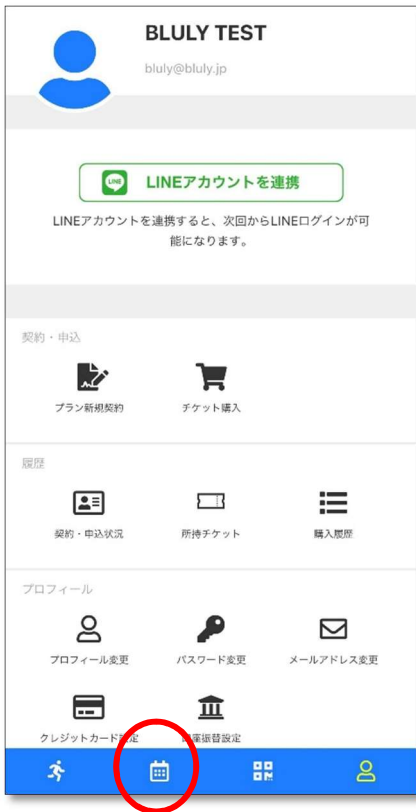 BLULY TEST
bluly@bluly.jp
LINE
LINEアカウントを連携
LINEアカウントを連携すると、次回からLINEログインが可
能になります。
契約・申込
プラン新規契約 チケット購入
履歴
契約・申込状況 所持チケット 購入履歴
プロフィール
プロフィール変更 パスワード変更 メールアドレス変更
クレジットカード設定 口座振替設定